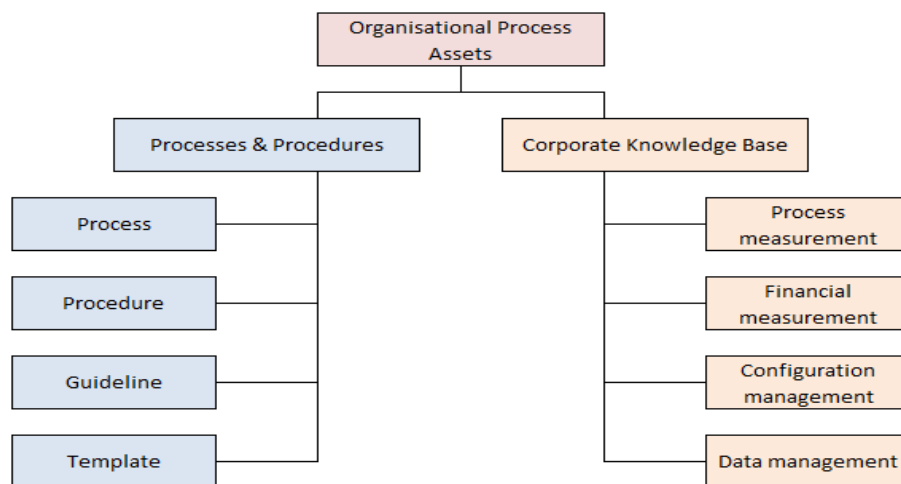 Organisational Process
Assets
Processes & Procedures
Corporate Knowledge Base
Process
Procedure
Guideline
Template
Process
measurement
Financial
measurement
Configuration
management
Data management